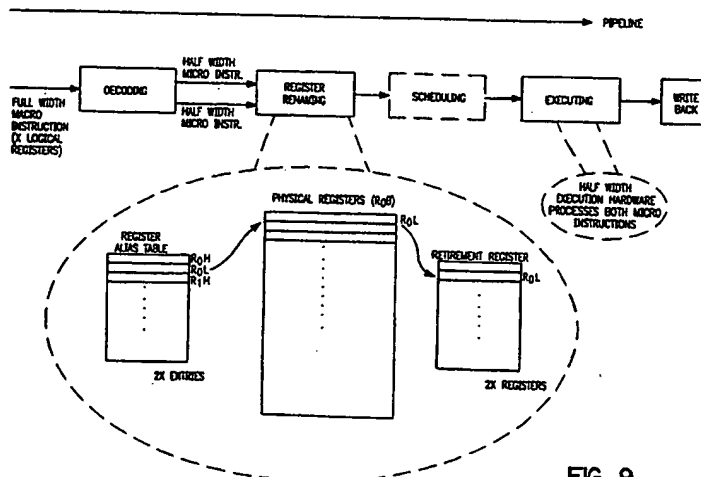 PIPELINE
FULL WIDTH
MACRO
INSTRUCTION
(X LOGICAL
REGISTERS)
DECODING
HALF WIDTH
MICRO INSTR.
HALF WIDTH
MICRO INSTR.
REGISTER
RENAMING
SCHEDULING
EXECUTING
WRITE
BACK
HALF WIDTH
EXECUTION HARDWARE
PROCESSES BOTH MICRO
INSTRUCTIONS
REGISTER
ALIAS TABLE
R0H
R0L
R1H
2X ENTRIES
PHYSICAL REGISTERS (ROB)
R0L
RETIREMENT REGISTER
R0L
2X REGISTERS
FIG. 9